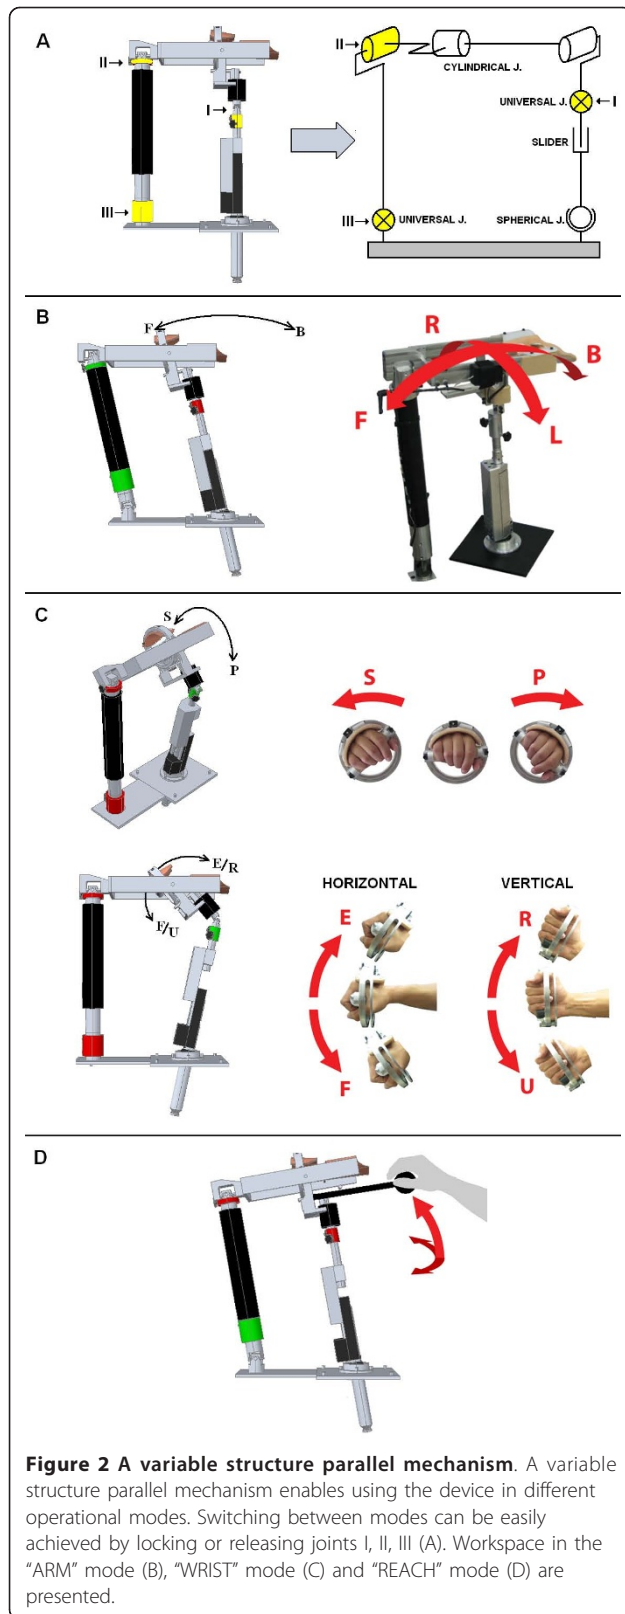 A
II
I
III
II
CYLINDRICAL J.
UNIVERSAL J.
I
SLIDER
III
UNIVERSAL J.
SPHERICAL J.
B
F
B
R
B
F
L
C
S
P
S
P
E/R
F/U
HORIZONTAL
VERTICAL
E
R
F
U
D
Figure 2 A variable structure parallel mechanism. A variable
structure parallel mechanism enables using the device in different
operational modes. Switching between modes can be easily
achieved by locking or releasing joints I, II, III (A). Workspace in the
“ARM” mode (B), “WRIST” mode (C) and “REACH” mode (D) are
presented.